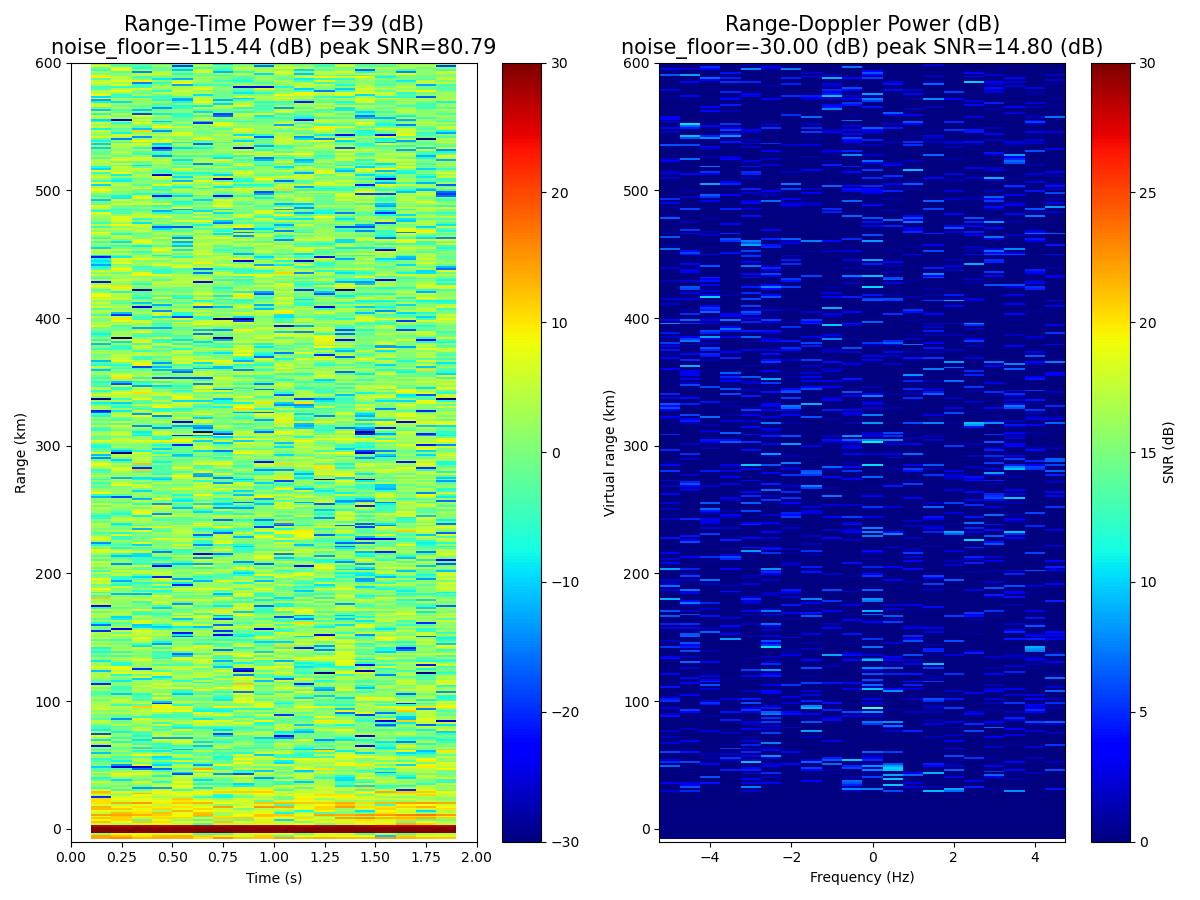 Range-Time Power f=39 (dB)
noise_floor=-115.44 (dB) peak SNR=80.79
Range-Doppler Power (dB)
noise_floor=-30.00 (dB) peak SNR=14.80 (dB)
Range (km)
600
500
400
300
200
100
0
0.00 0.25 0.50 0.75 1.00 1.25 1.50 1.75 2.00
Time (s)
30
20
10
0
−10
−20
−30
Virtual range (km)
600
500
400
300
200
100
0
−4 −2 0 2 4
Frequency (Hz)
30
25
20
15
10
5
0
SNR (dB)